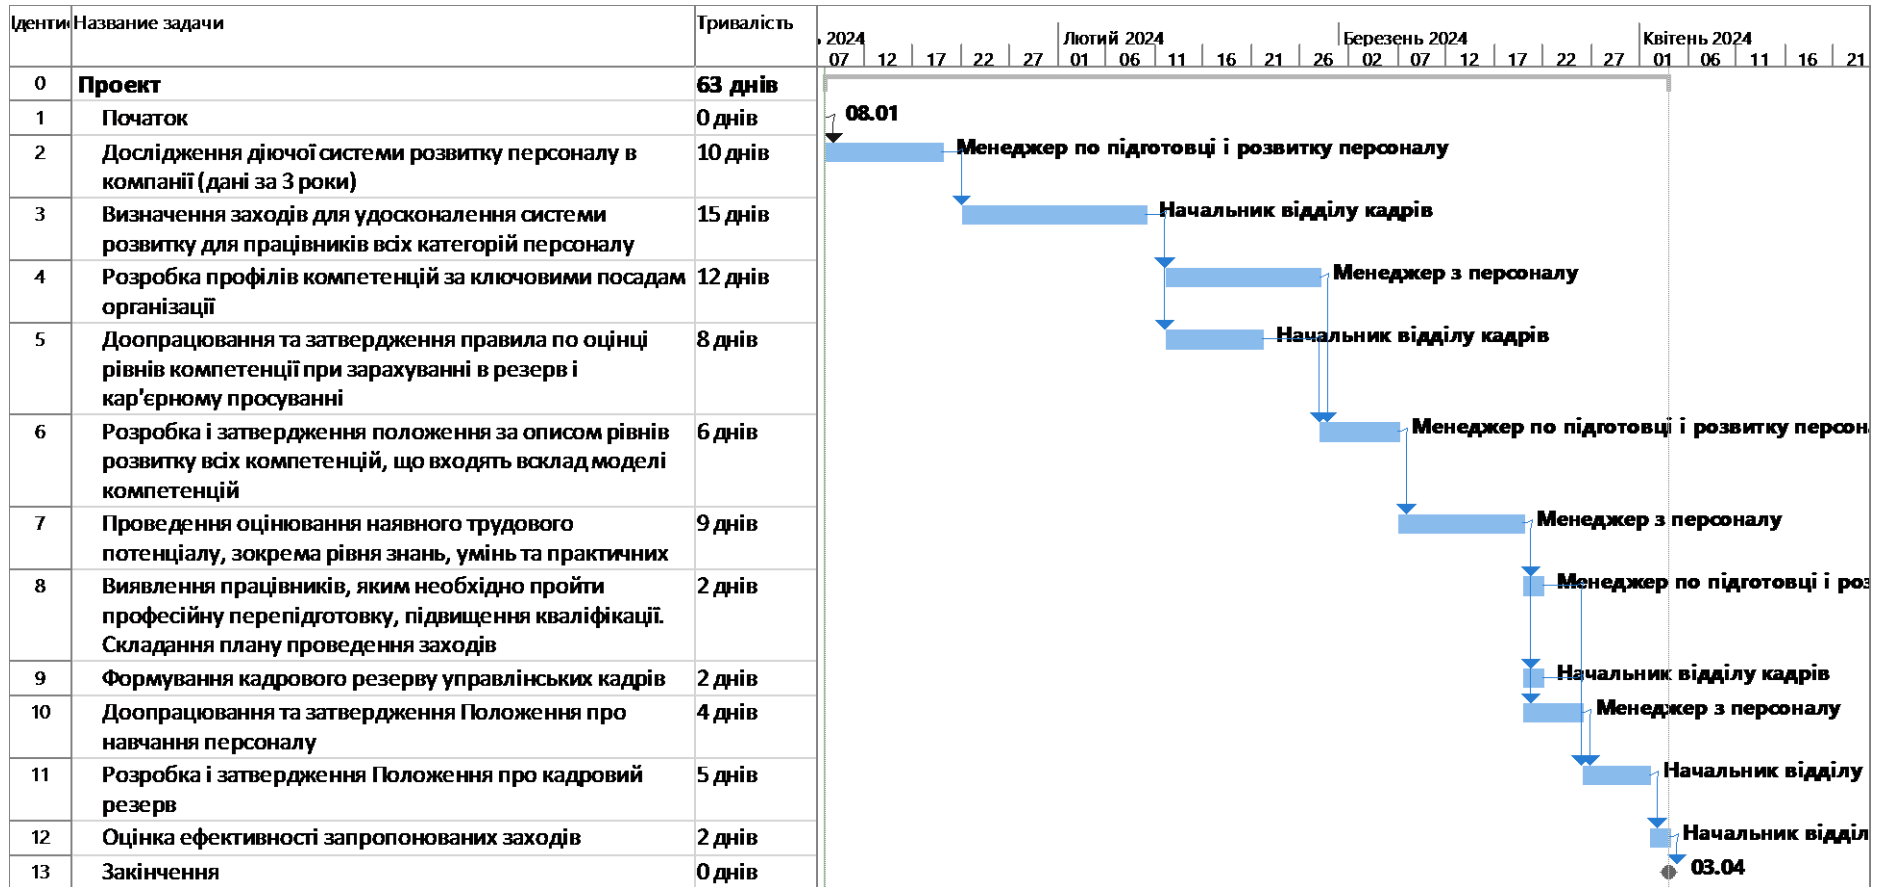 Іденти Название задачи Тривалість
ь 2024 Лютий 2024 Березень 2024 Квітень 2024
07 12 17 22 27 01 06 11 16 21 26 02 07 12 17 22 27 01 06 11 16 21
0 Проект 63 днів
1 Початок 0 днів 08.01
2 Дослідження діючої системи розвитку персоналу в 10 днів Менеджер по підготовці і розвитку персоналу
компанії (дані за 3 роки)
3 Визначення заходів для удосконалення системи 15 днів Начальник відділу кадрів
розвитку для працівників всіх категорій персоналу
4 Розробка профілів компетенцій за ключовими посадам 12 днів Менеджер з персоналу
організації
5 Доопрацювання та затвердження правила по оцінці 8 днів Начальник відділу кадрів
рівнів компетенції при зарахуванні в резерв і
кар'єрному просуванні
6 Розробка і затвердження положення за описом рівнів 6 днів Менеджер по підготовці і розвитку персон
розвитку всіх компетенцій, що входять всклад моделі
компетенцій
7 Проведення оцінювання наявного трудового 9 днів Менеджер з персоналу
потенціалу, зокрема рівня знань, умінь та практичних
8 Виявлення працівників, яким необхідно пройти 2 днів Менеджер по підготовці і роз
професійну перепідготовку, підвищення кваліфікації.
Складання плану проведення заходів
9 Формування кадрового резерву управлінських кадрів 2 днів Начальник відділу кадрів
10 Доопрацювання та затвердження Положення про 4 днів Менеджер з персоналу
навчання персоналу
11 Розробка і затвердження Положення про кадровий 5 днів Начальник відділу
резерв
12 Оцінка ефективності запропонованих заходів 2 днів Начальник відділ
13 Закінчення 0 днів 03.04